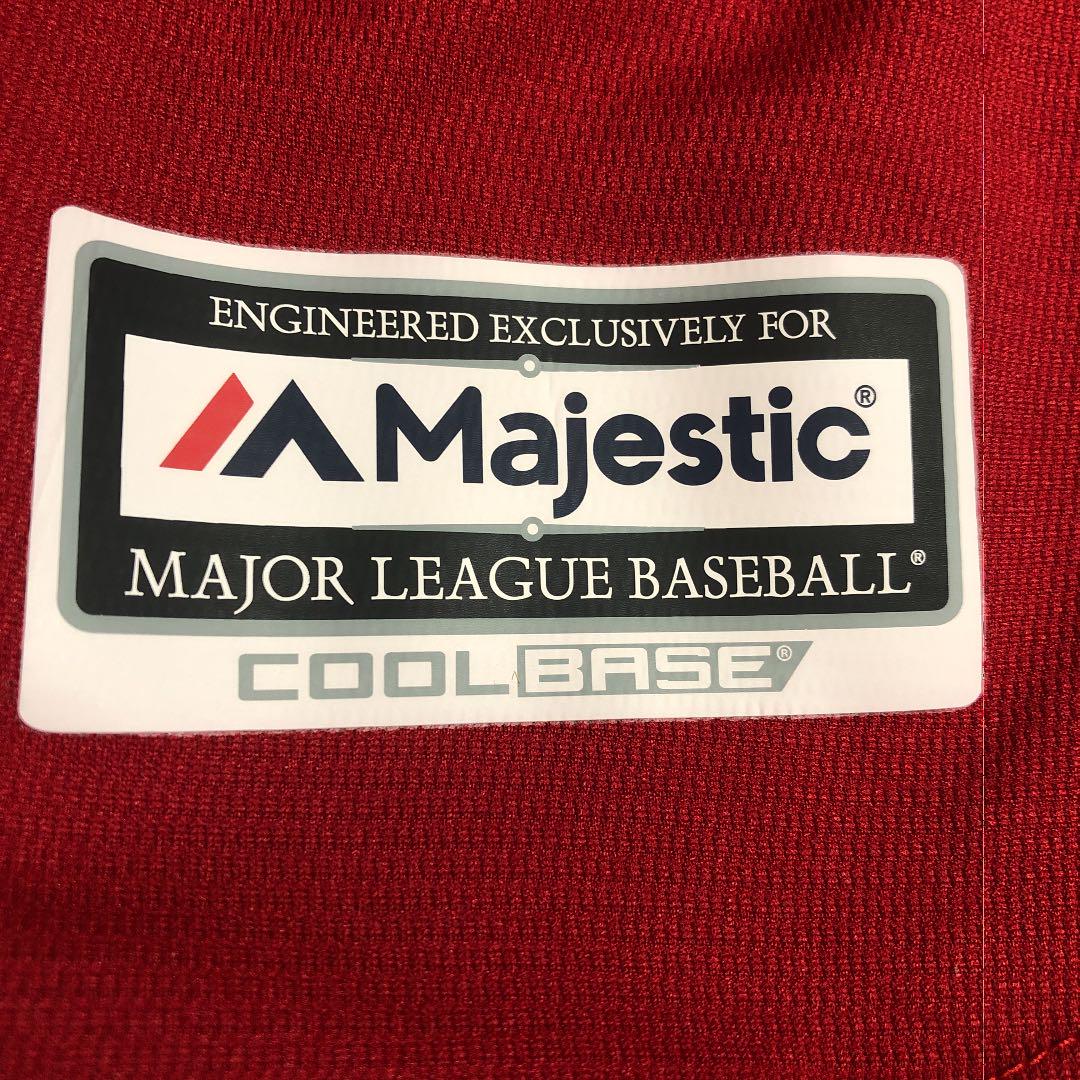 ENGINEERED EXCLUSIVELY FOR
Majestic®
MAJOR LEAGUE BASEBALL®
COOLBASE®